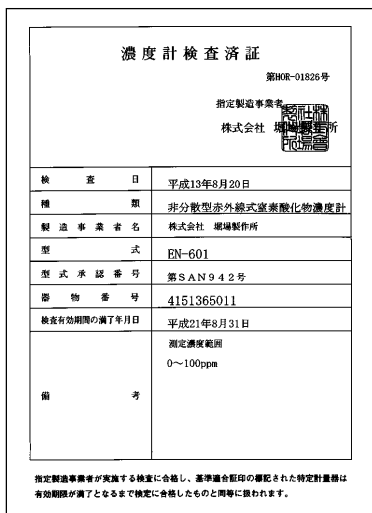 濃度計検査済証
第HOR-01826号
指定製造事業者
株式会社 堀場製作所
検査日 平成13年8月20日
種類 非分散型赤外線式窒素酸化物濃度計
製造事業者名 株式会社 堀場製作所
型式 EN-601
型式承認番号 第SAN942号
器物番号 4151365011
検査有効期間の満了年月日 平成21年8月31日
備考 測定濃度範囲
0～100ppm
指定製造事業者が実施する検査に合格し、基準適合証印の標記された特定計量器は
有効期限が満了となるまで検定に合格したものと同等に扱われます。